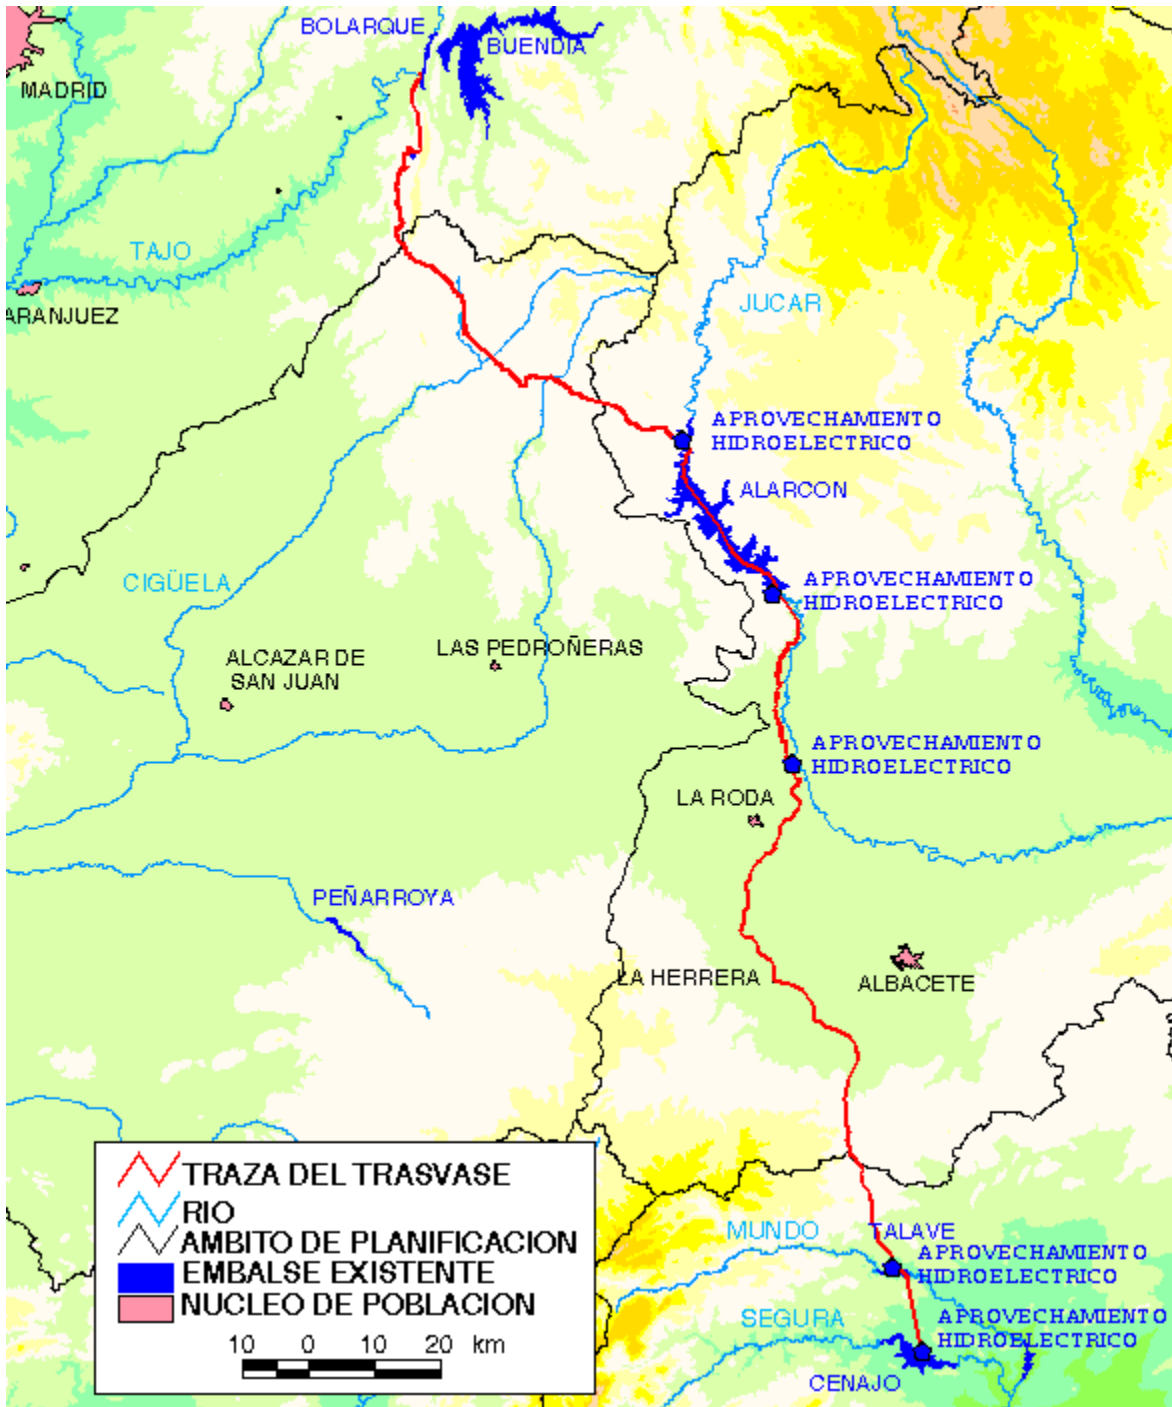 BOLARQUE
BUENDIA
MADRID
TAJO
ARANJUEZ
JUCAR
APROVECHAMIENTO
HIDROELECTRICO
ALARCON
CIGÜELA
APROVECHAMIENTO
HIDROELECTRICO
LAS PEDROÑERAS
ALCAZAR DE
SAN JUAN
APROVECHAMIENTO
HIDROELECTRICO
LA RODA
PEÑARROYA
LA HERRERA
ALBACETE
TRAZA DEL TRASVASE
RIO
AMBITO DE PLANIFICACION
EMBALSE EXISTENTE
NUCLEO DE POBLACION
10 0 10 20 km
MUNDO
TALAVE
APROVECHAMIENTO
HIDROELECTRICO
SEGURA
APROVECHAMIENTO
HIDROELECTRICO
CENAJO